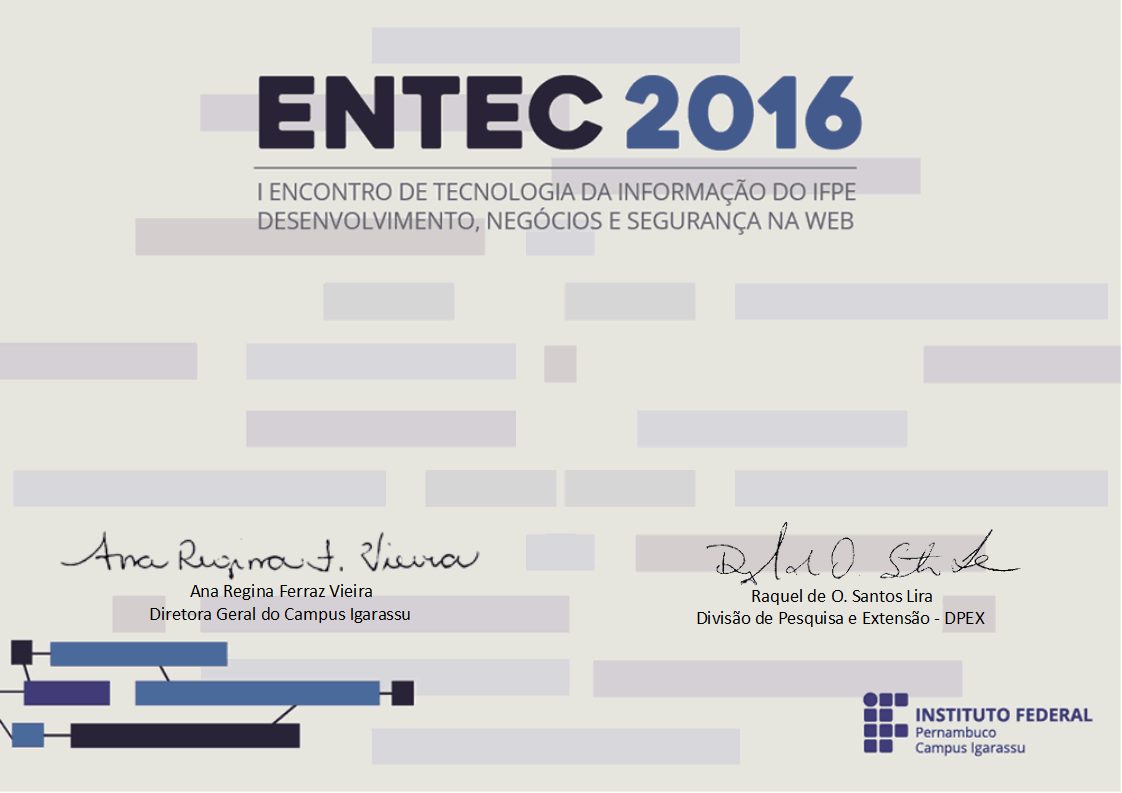 ENTEC 2016
I ENCONTRO DE TECNOLOGIA DA INFORMAÇÃO DO IFPE
DESENVOLVIMENTO, NEGÓCIOS E SEGURANÇA NA WEB
Ana Regina F. Vieira
Ana Regina Ferraz Vieira
Diretora Geral do Campus Igarassu
Raquel de O. Santos Lira
Divisão de Pesquisa e Extensão - DPEX
INSTITUTO FEDERAL
Pernambuco
Campus Igarassu